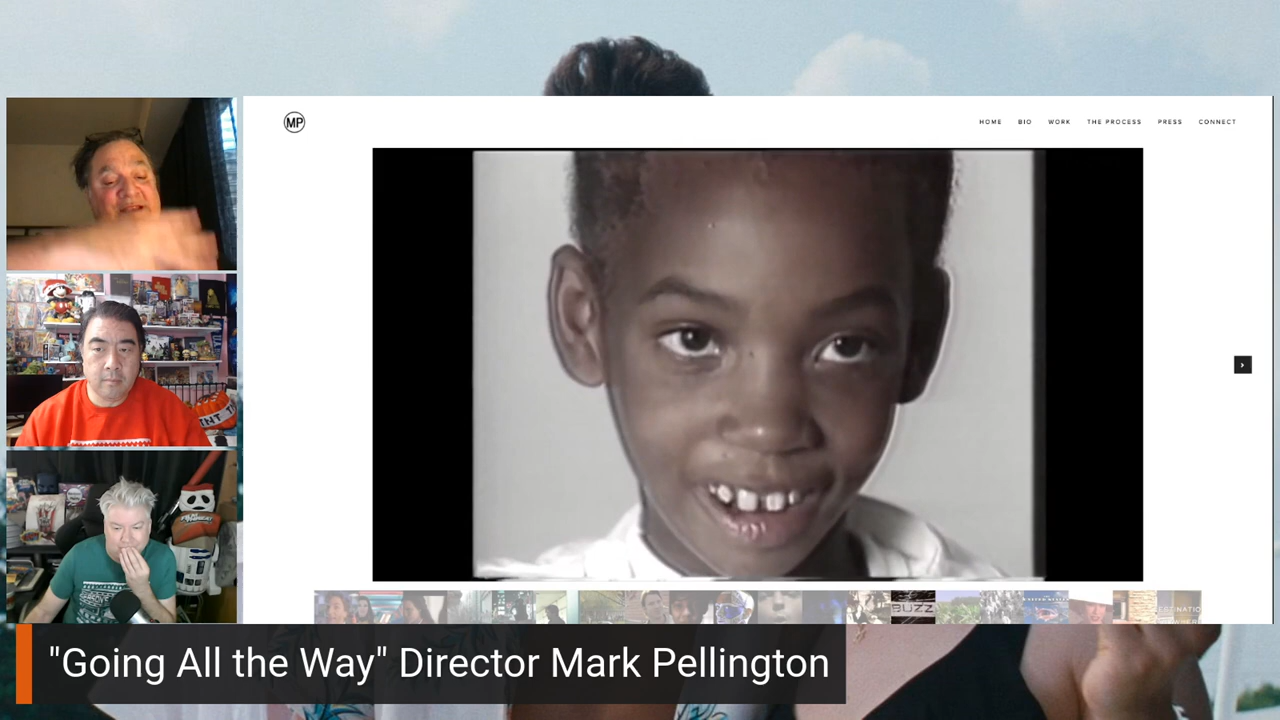 MP
HOME BIO WORK THE PROCESS PRESS CONNECT
BUZZ
"Going All the Way" Director Mark Pellington